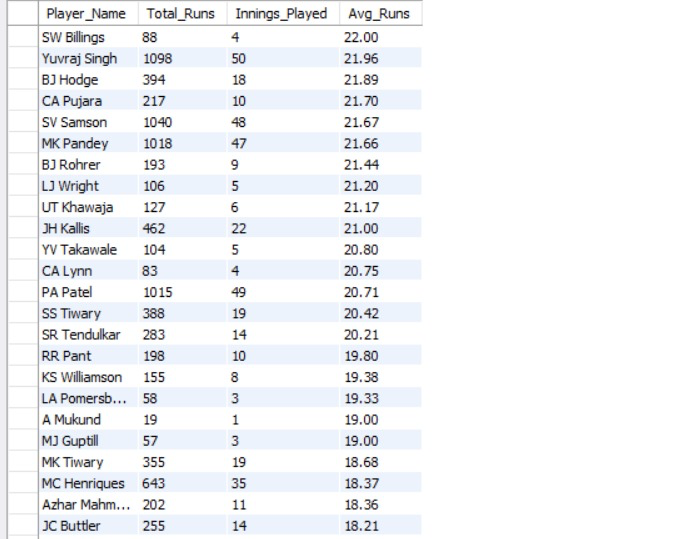 Player_Name Total_Runs Innings_Played Avg_Runs
SW Billings 88 4 22.00
Yuvraj Singh 1098 50 21.96
BJ Hodge 394 18 21.89
CA Pujara 217 10 21.70
SV Samson 1040 48 21.67
MK Pandey 1018 47 21.66
BJ Rohrer 193 9 21.44
LJ Wright 106 5 21.20
UT Khawaja 127 6 21.17
JH Kallis 462 22 21.00
YV Takawale 104 5 20.80
CA Lynn 83 4 20.75
PA Patel 1015 49 20.71
SS Tiwary 388 19 20.42
SR Tendulkar 283 14 20.21
RR Pant 198 10 19.80
KS Williamson 155 8 19.38
LA Pomersb... 58 3 19.33
A Mukund 19 1 19.00
MJ Guptill 57 3 19.00
MK Tiwary 355 19 18.68
MC Henriques 643 35 18.37
Azhar Mahm... 202 11 18.36
JC Buttler 255 14 18.21